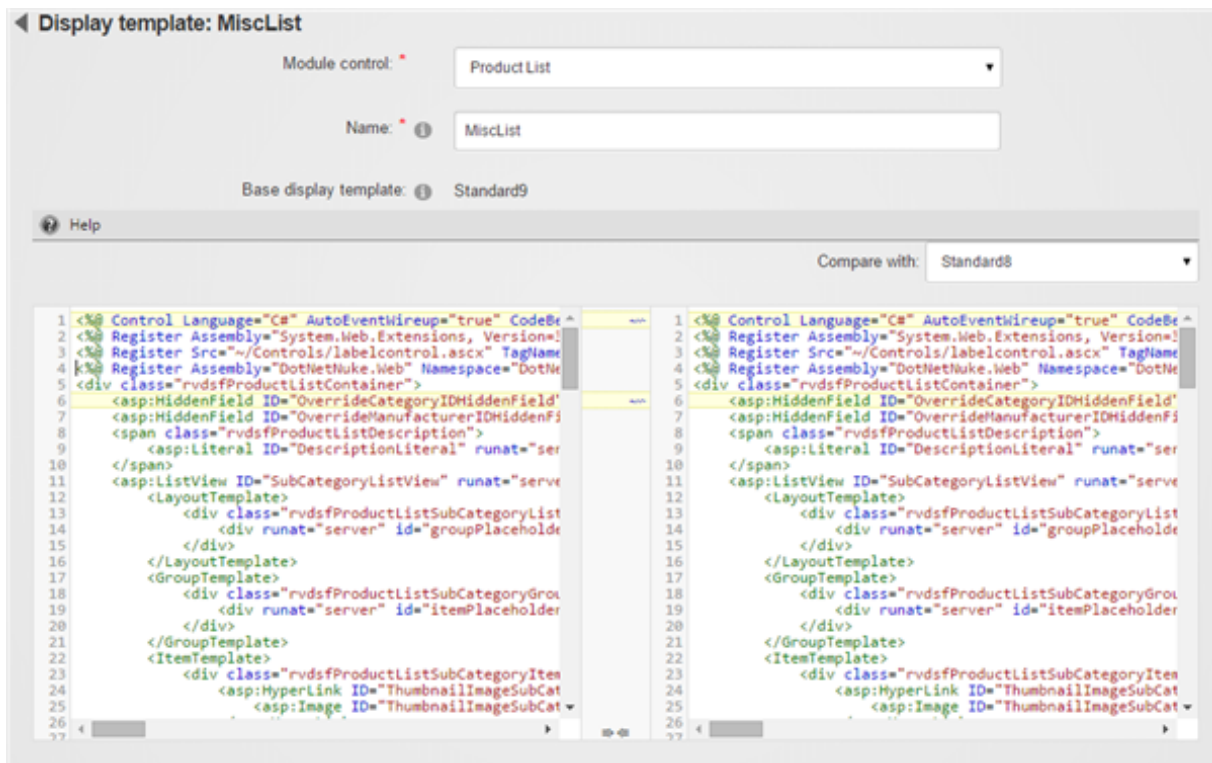 Display template: MiscList
Module control: *
Product List
Name: *
MiscList
Base display template:
Standard9
Help
Compare with:
Standard8
1 <%@ Control Language="C#" AutoEventWireup="true" CodeBe
2 <%@ Register Assembly="System.Web.Extensions, Version=3
3 <%@ Register Src="~/Controls/labelcontrol.ascx" TagName
4 <%@ Register Assembly="DotNetNuke.Web" Namespace="DotNe
5 <div class="rvdsfProductListContainer">
6 <asp:HiddenField ID="OverrideCategoryIDHiddenField"
7 <asp:HiddenField ID="OverrideManufacturerIDHiddenFi
8 <span class="rvdsfProductListDescription">
9 <asp:Literal ID="DescriptionLiteral" runat="ser
10 </span>
11 <asp:ListView ID="SubCategoryListView" runat="serve
12 <LayoutTemplate>
13 <div class="rvdsfProductListSubCategoryList
14 <div runat="server" id="groupPlaceholde
15 </div>
16 </LayoutTemplate>
17 <GroupTemplate>
18 <div class="rvdsfProductListSubCategoryGrou
19 <div runat="server" id="itemPlaceholder
20 </div>
21 </GroupTemplate>
22 <ItemTemplate>
23 <div class="rvdsfProductListSubCategoryItem
24 <asp:HyperLink ID="ThumbnailImageSubCat
25 <asp:Image ID="ThumbnailImageSubCat
26
27
1 <%@ Control Language="C#" AutoEventWireup="true" CodeBe
2 <%@ Register Assembly="System.Web.Extensions, Version=3
3 <%@ Register Src="~/Controls/labelcontrol.ascx" TagName
4 <%@ Register Assembly="DotNetNuke.Web" Namespace="DotNe
5 <div class="rvdsfProductListContainer">
6 <asp:HiddenField ID="OverrideCategoryIDHiddenField"
7 <asp:HiddenField ID="OverrideManufacturerIDHiddenFi
8 <span class="rvdsfProductListDescription">
9 <asp:Literal ID="DescriptionLiteral" runat="ser
10 </span>
11 <asp:ListView ID="SubCategoryListView" runat="serve
12 <LayoutTemplate>
13 <div class="rvdsfProductListSubCategoryList
14 <div runat="server" id="groupPlaceholde
15 </div>
16 </LayoutTemplate>
17 <GroupTemplate>
18 <div class="rvdsfProductListSubCategoryGrou
19 <div runat="server" id="itemPlaceholder
20 </div>
21 </GroupTemplate>
22 <ItemTemplate>
23 <div class="rvdsfProductListSubCategoryItem
24 <asp:HyperLink ID="ThumbnailImageSubCat
25 <asp:Image ID="ThumbnailImageSubCat
26
27